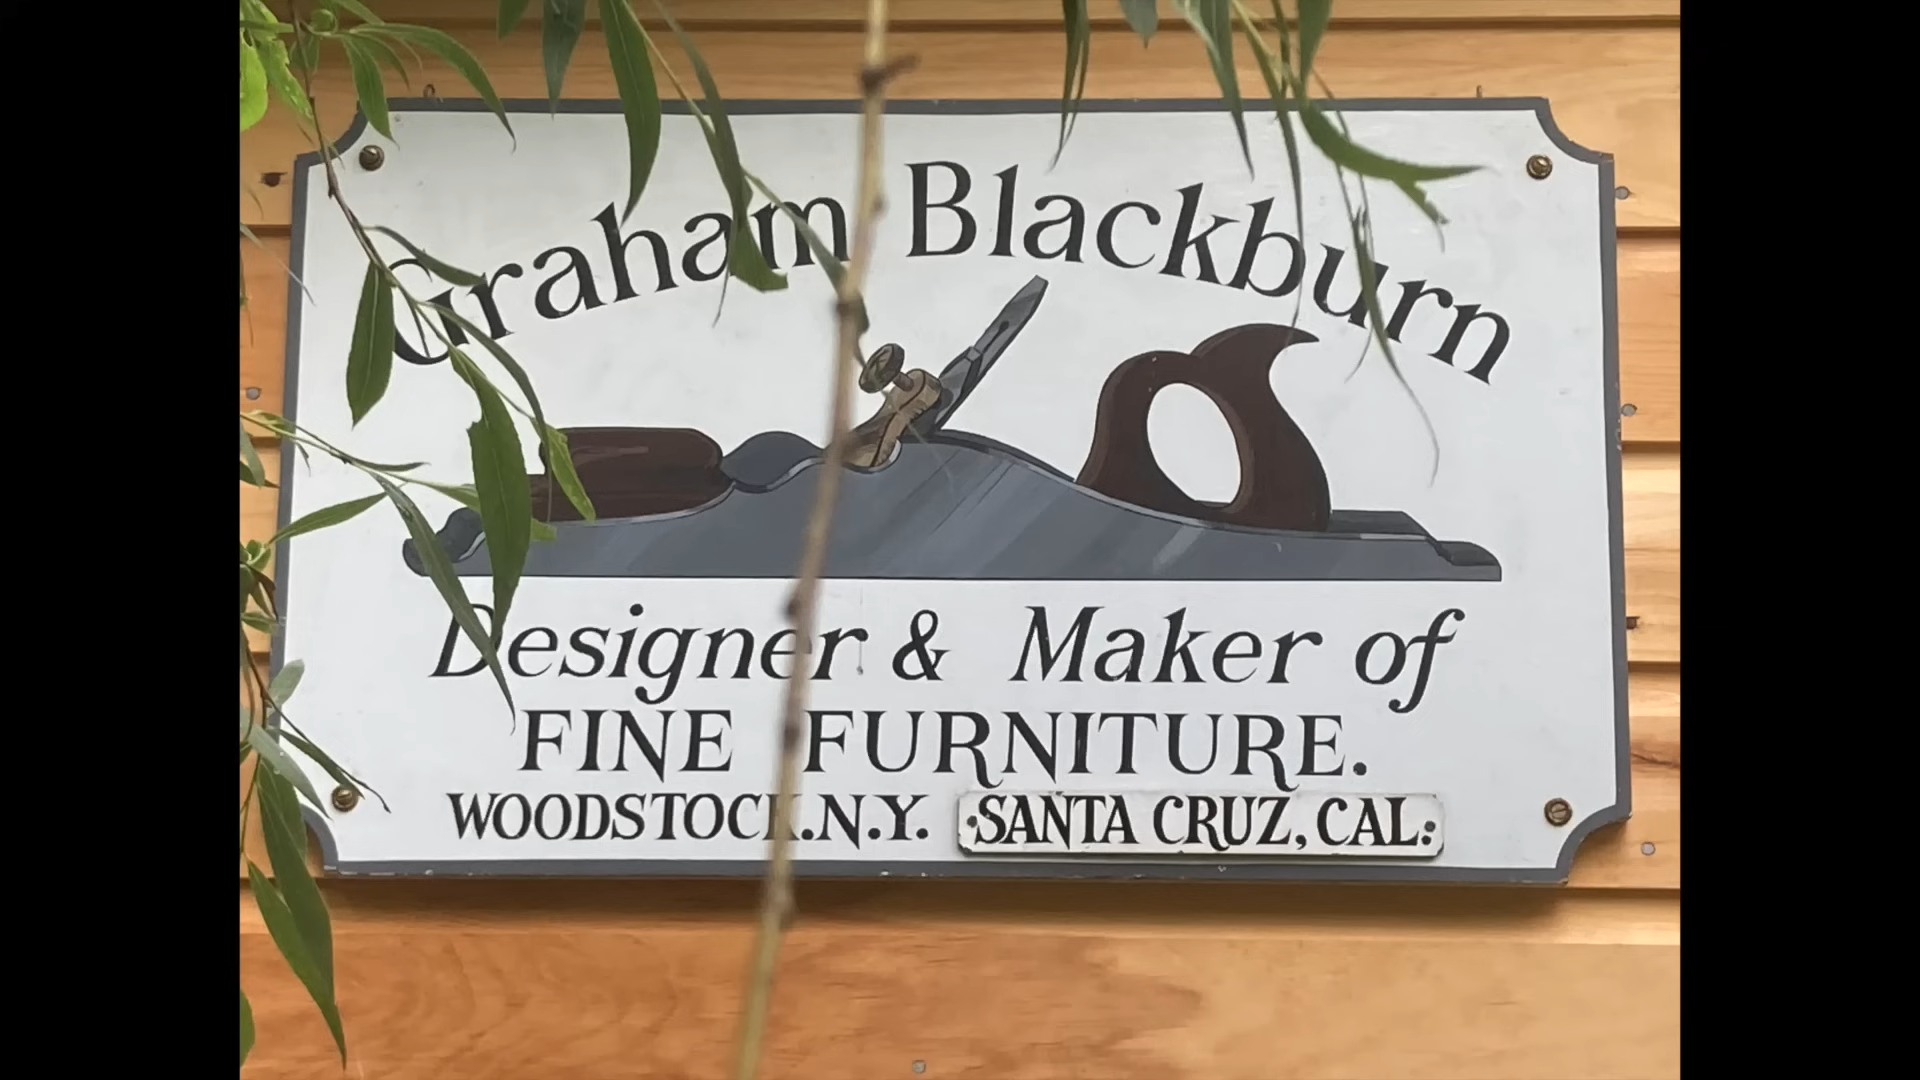 Graham Blackburn
Designer & Maker of
FINE FURNITURE.
WOODSTOCK.N.Y. SANTA CRUZ, CAL.